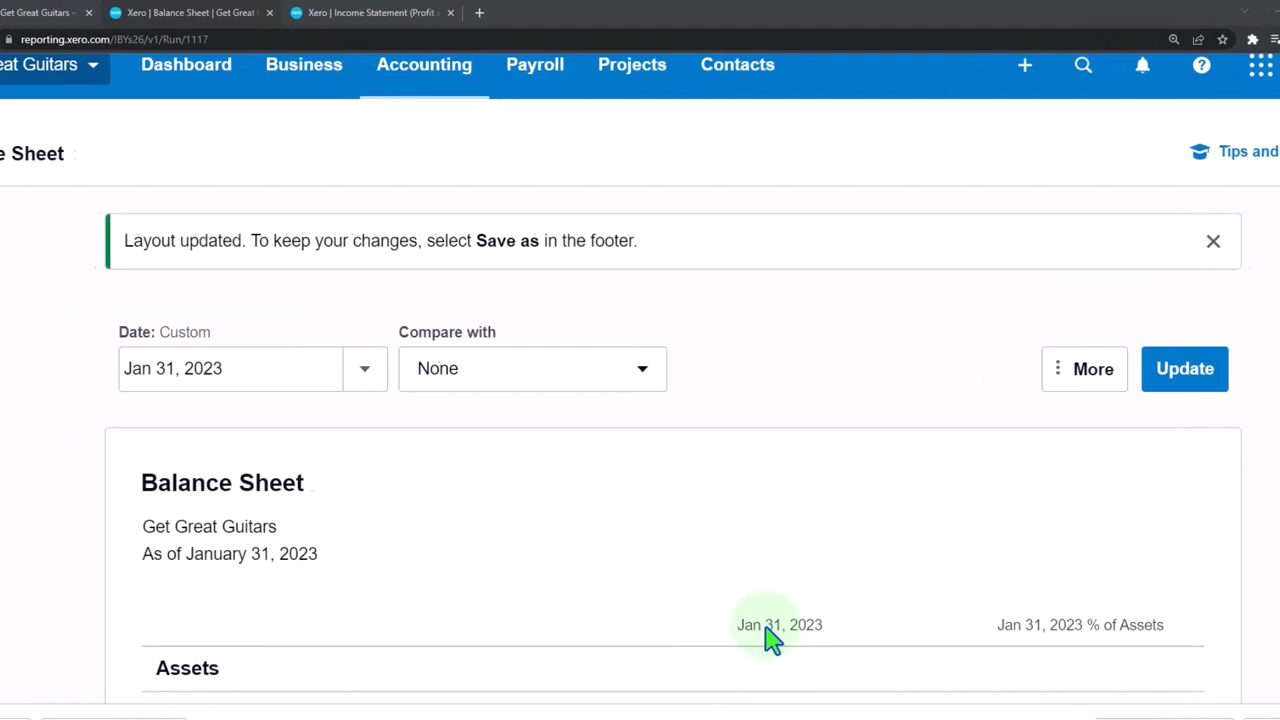 Get Great Guitars –
Xero | Balance Sheet | Get Great
Xero | Income Statement (Profit
reporting.xero.com/!BYs26/v1/Run/1117
eat Guitars
Dashboard
Business
Accounting
Payroll
Projects
Contacts
e Sheet
Tips and
Layout updated. To keep your changes, select Save as in the footer.
Date: Custom
Compare with
Jan 31, 2023
None
More
Update
Balance Sheet
Get Great Guitars
As of January 31, 2023
Jan 31, 2023
Jan 31, 2023 % of Assets
Assets